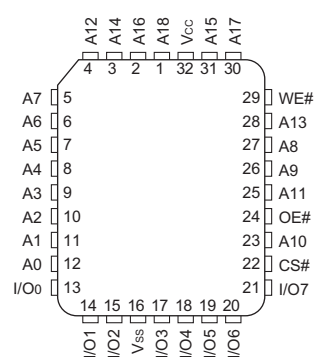 A12 A14 A16 A18 Vcc A15 A17
4 3 2 1 32 31 30
A7 5 29 WE#
A6 6 28 A13
A5 7 27 A8
A4 8 26 A9
A3 9 25 A11
A2 10 24 OE#
A1 11 23 A10
A0 12 22 CS#
I/O0 13 21 I/O7
14 15 16 17 18 19 20
I/O1 I/O2 Vss I/O3 I/O4 I/O5 I/O6